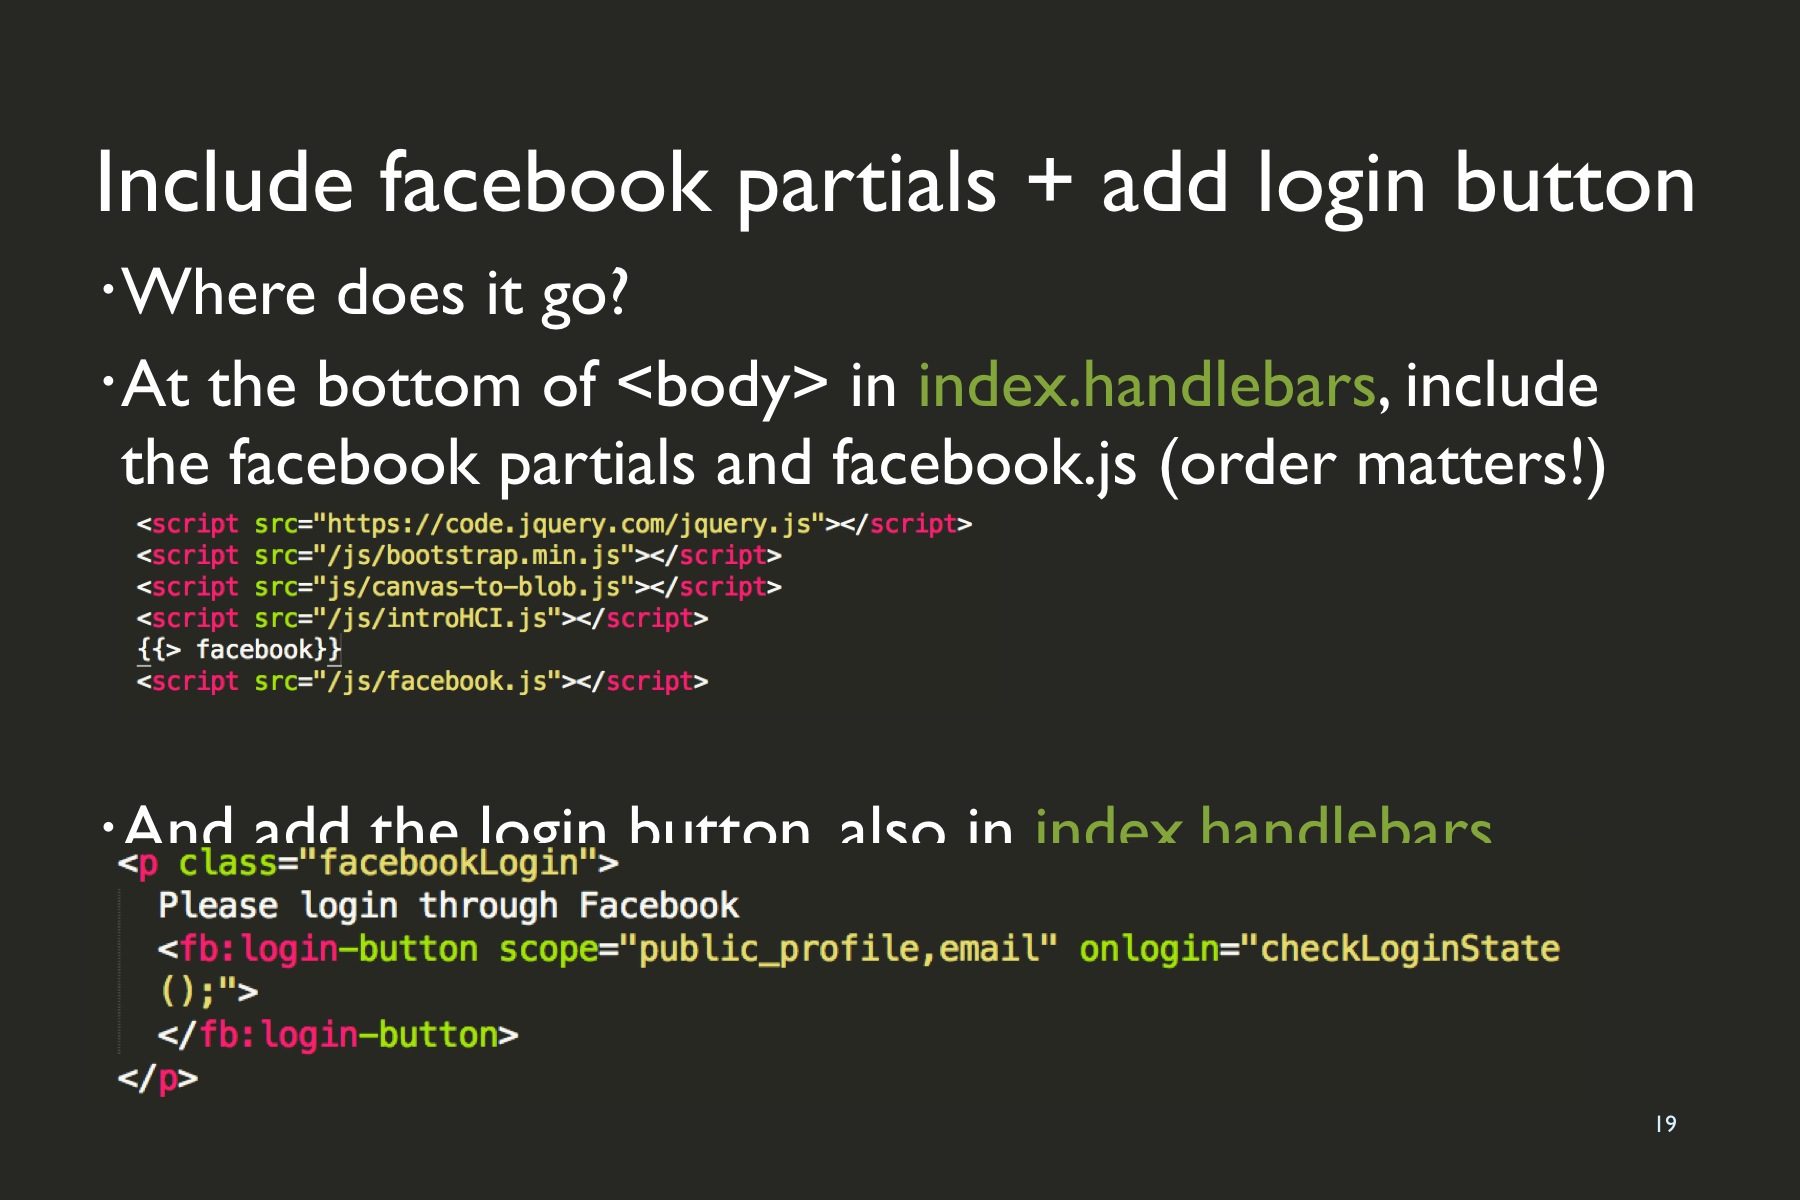 Include facebook partials + add login button
•Where does it go?
•At the bottom of <body> in index.handlebars, include
the facebook partials and facebook.js (order matters!)
<script src="https://code.jquery.com/jquery.js"></script>
<script src="/js/bootstrap.min.js"></script>
<script src="js/canvas-to-blob.js"></script>
<script src="/js/introHCI.js"></script>
{{> facebook}}
<script src="/js/facebook.js"></script>
•And add the login button, also in index.handlebars
<p class="facebookLogin">
Please login through Facebook
<fb:login-button scope="public_profile,email" onlogin="checkLoginState
();">
</fb:login-button>
</p>
19